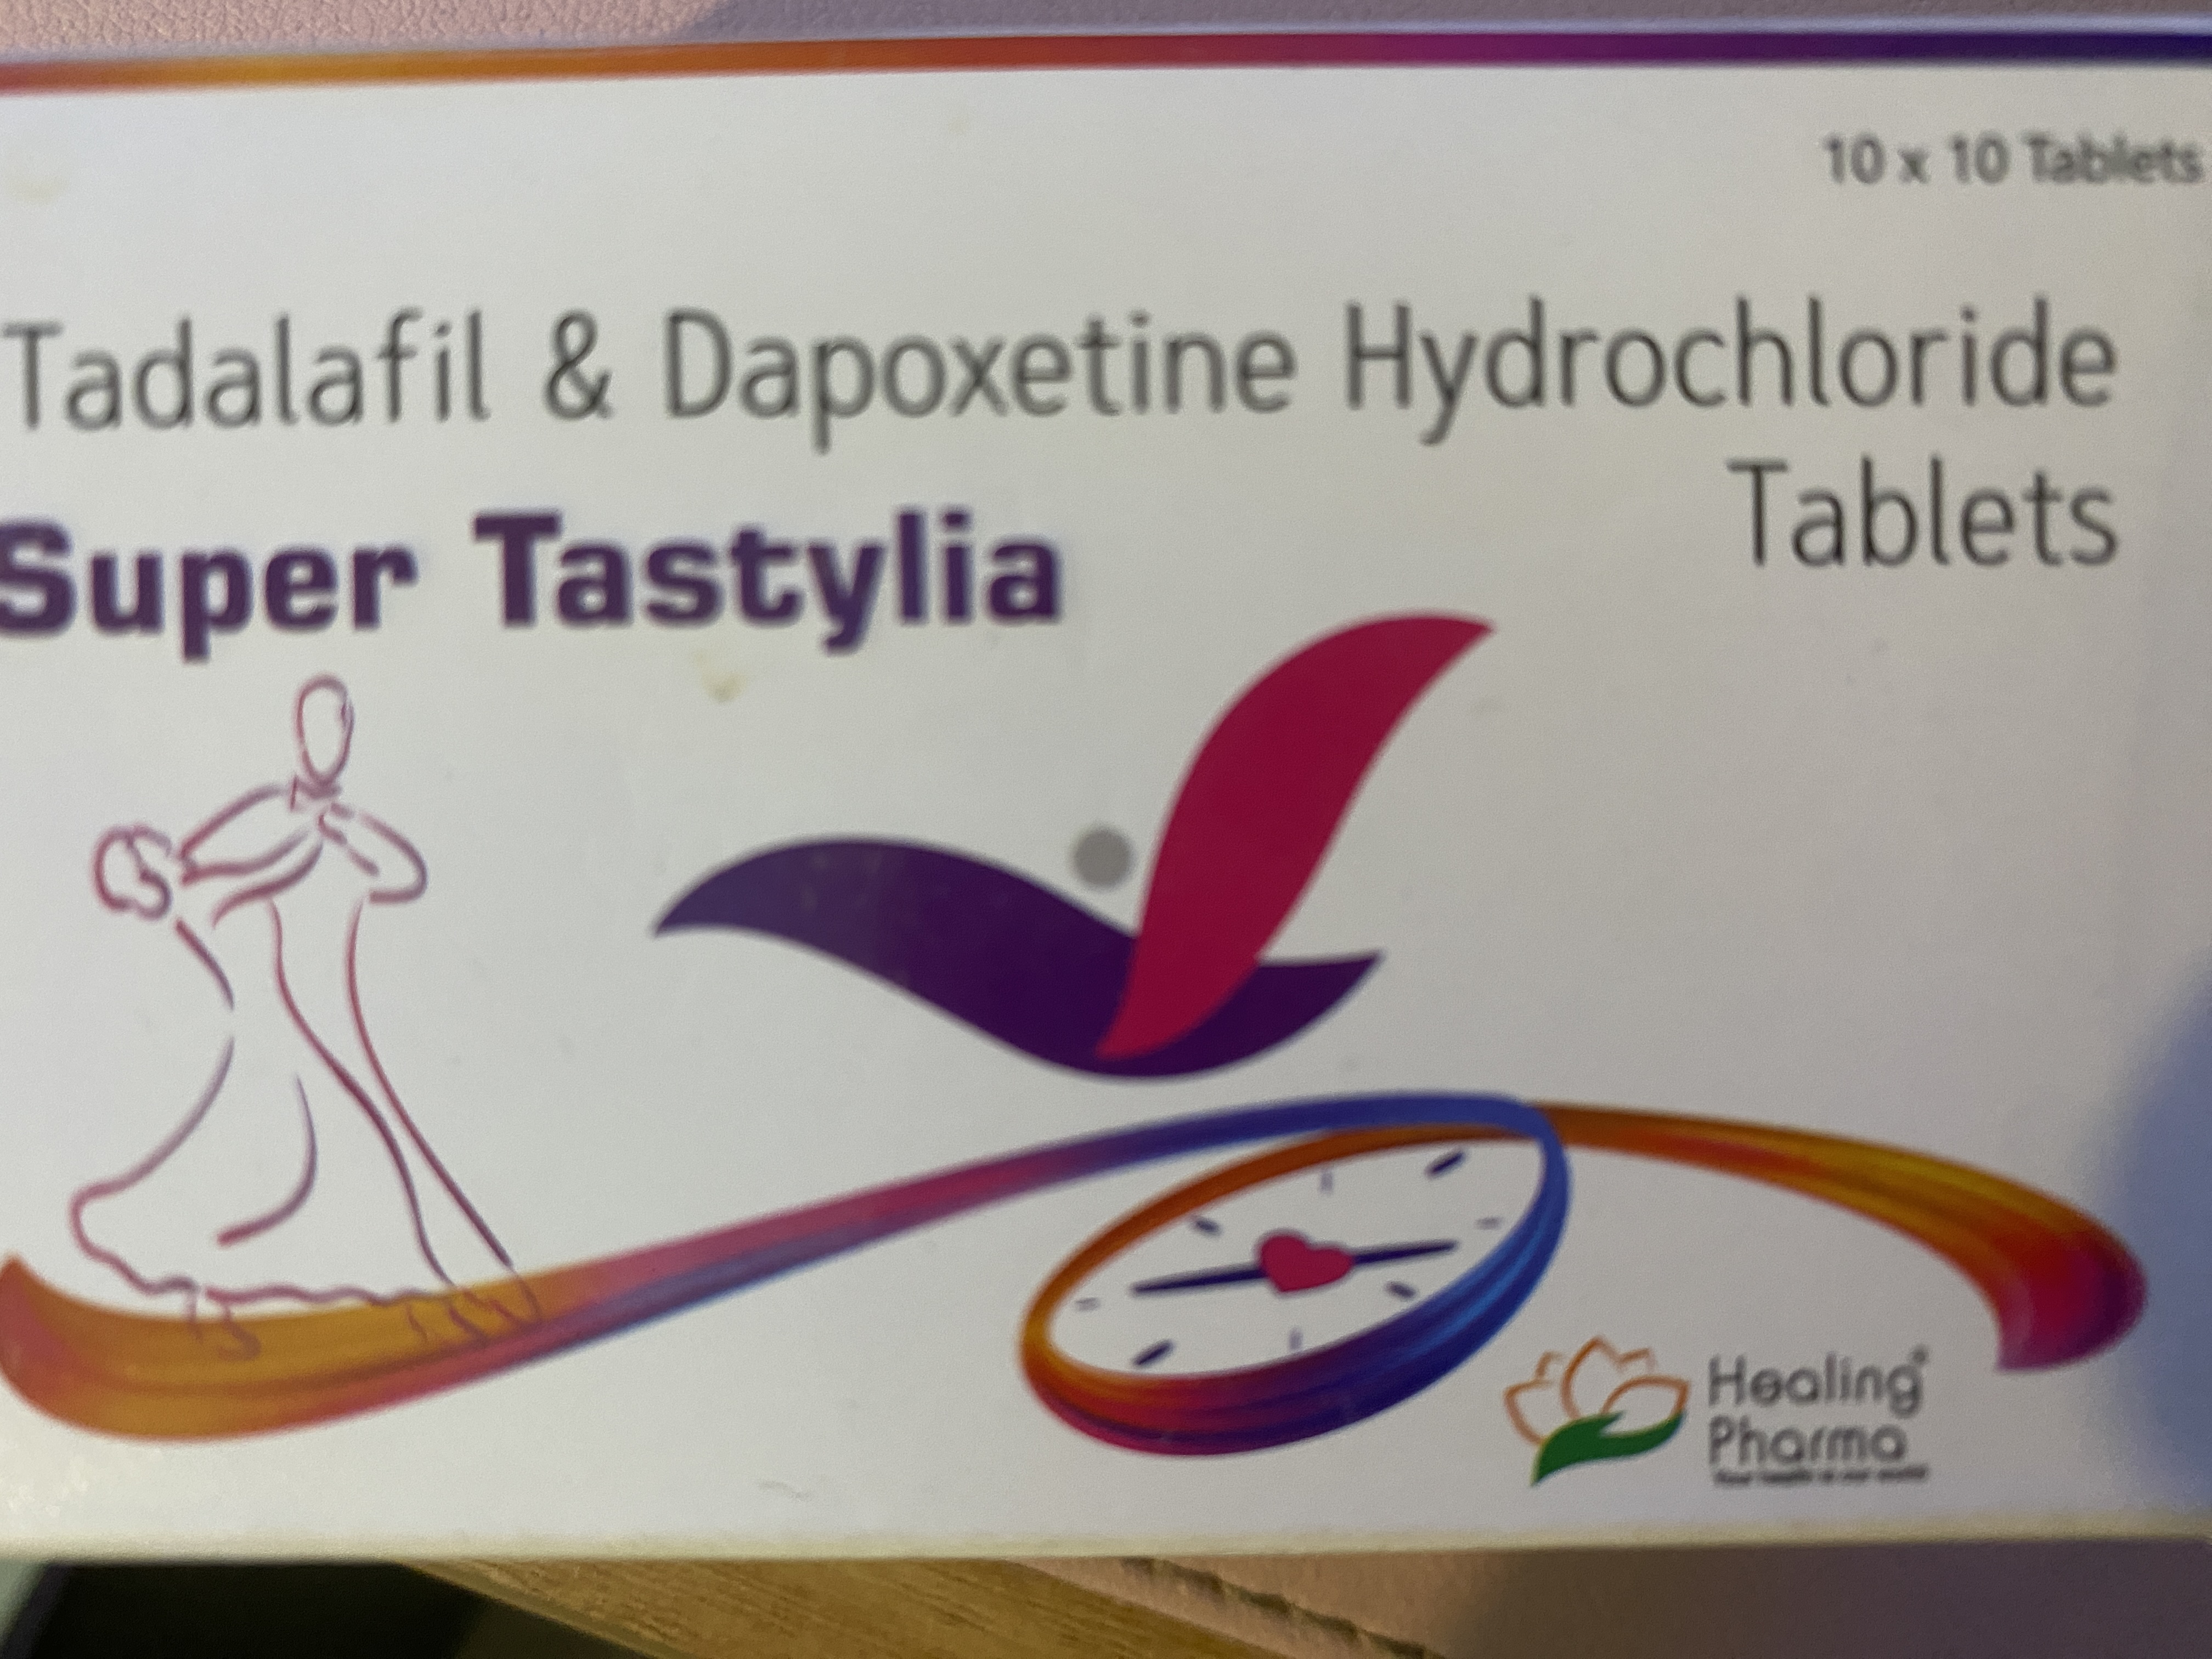 10 x 10 Tablets
Tadalafil & Dapoxetine Hydrochloride
Tablets
Super Tastylia
Healing®
Pharma